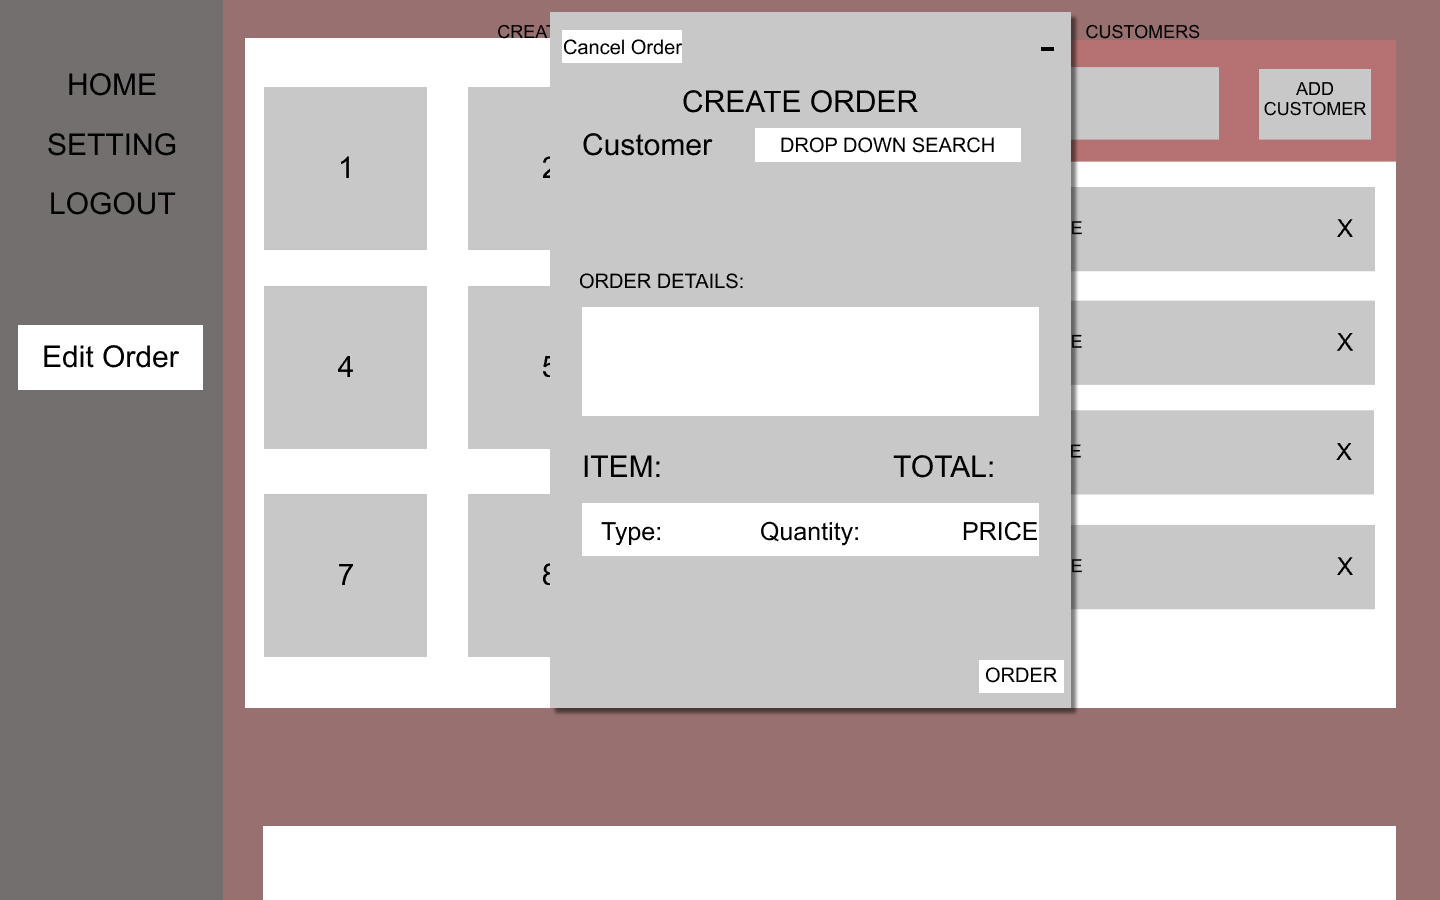 HOME
SETTING
LOGOUT
Edit Order
CREAT
CUSTOMERS
1
4
5
7
8
Cancel Order
-
CREATE ORDER
Customer
DROP DOWN SEARCH
ORDER DETAILS:
ITEM:
TOTAL:
Type:
Quantity:
PRICE
ORDER
ADD
CUSTOMER
E
X
E
X
E
X
E
X